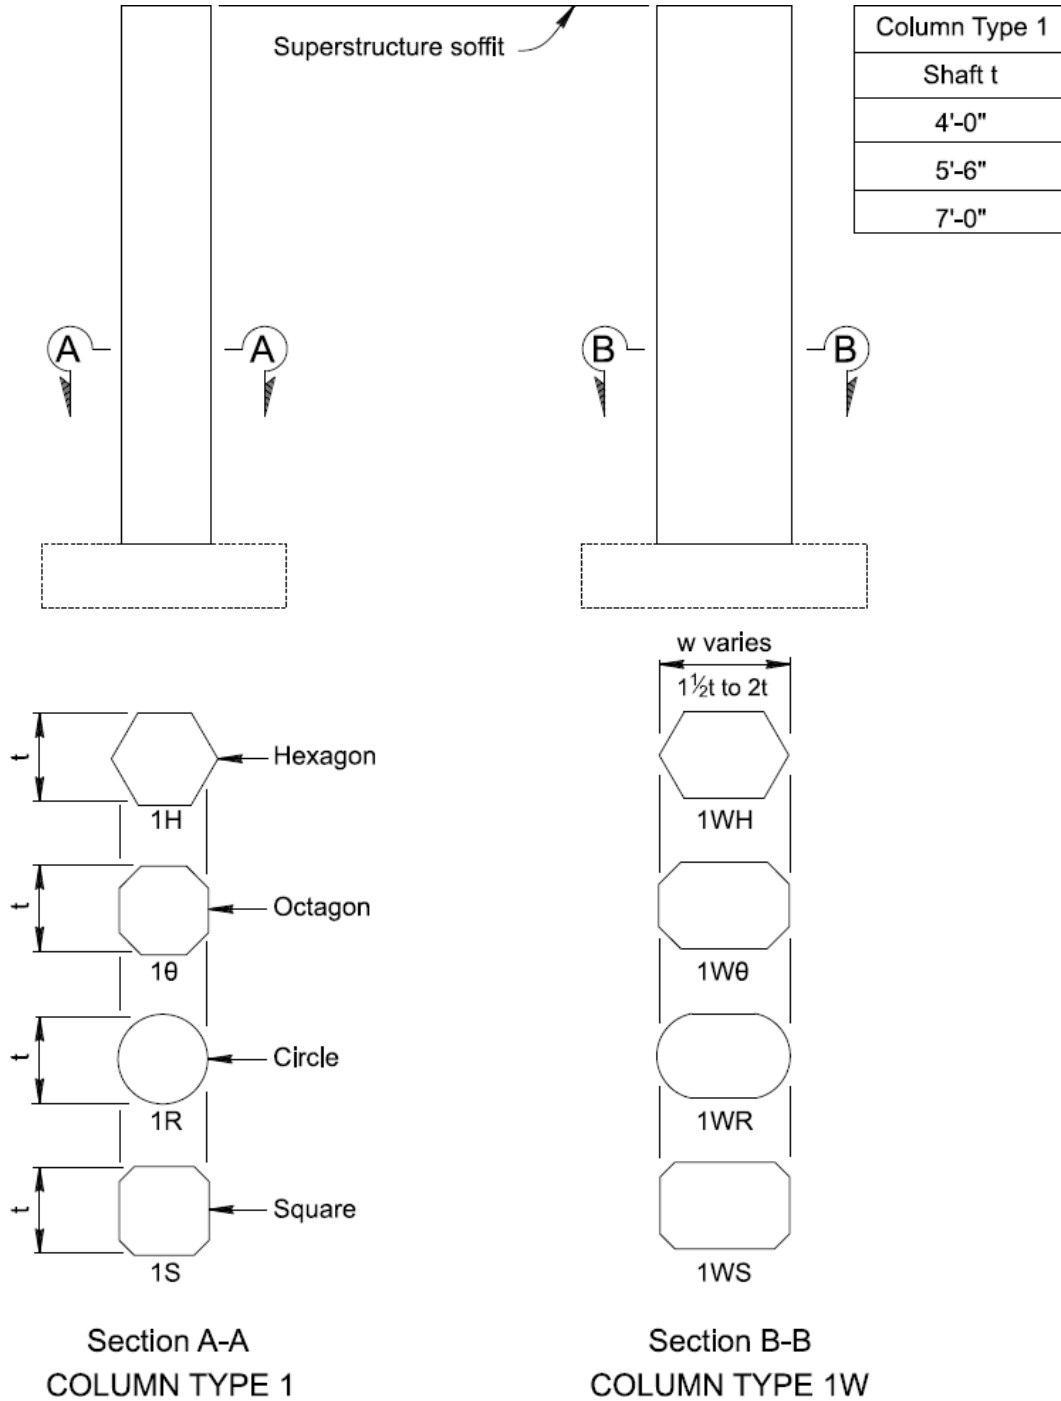 Superstructure soffit
Column Type 1
Shaft t
4'-0"
5'-6"
7'-0"
A
A
B
B
w varies
1½t to 2t
t
Hexagon
1H
1WH
t
Octagon
1θ
1Wθ
t
Circle
1R
1WR
t
Square
1S
1WS
Section A-A
COLUMN TYPE 1
Section B-B
COLUMN TYPE 1W